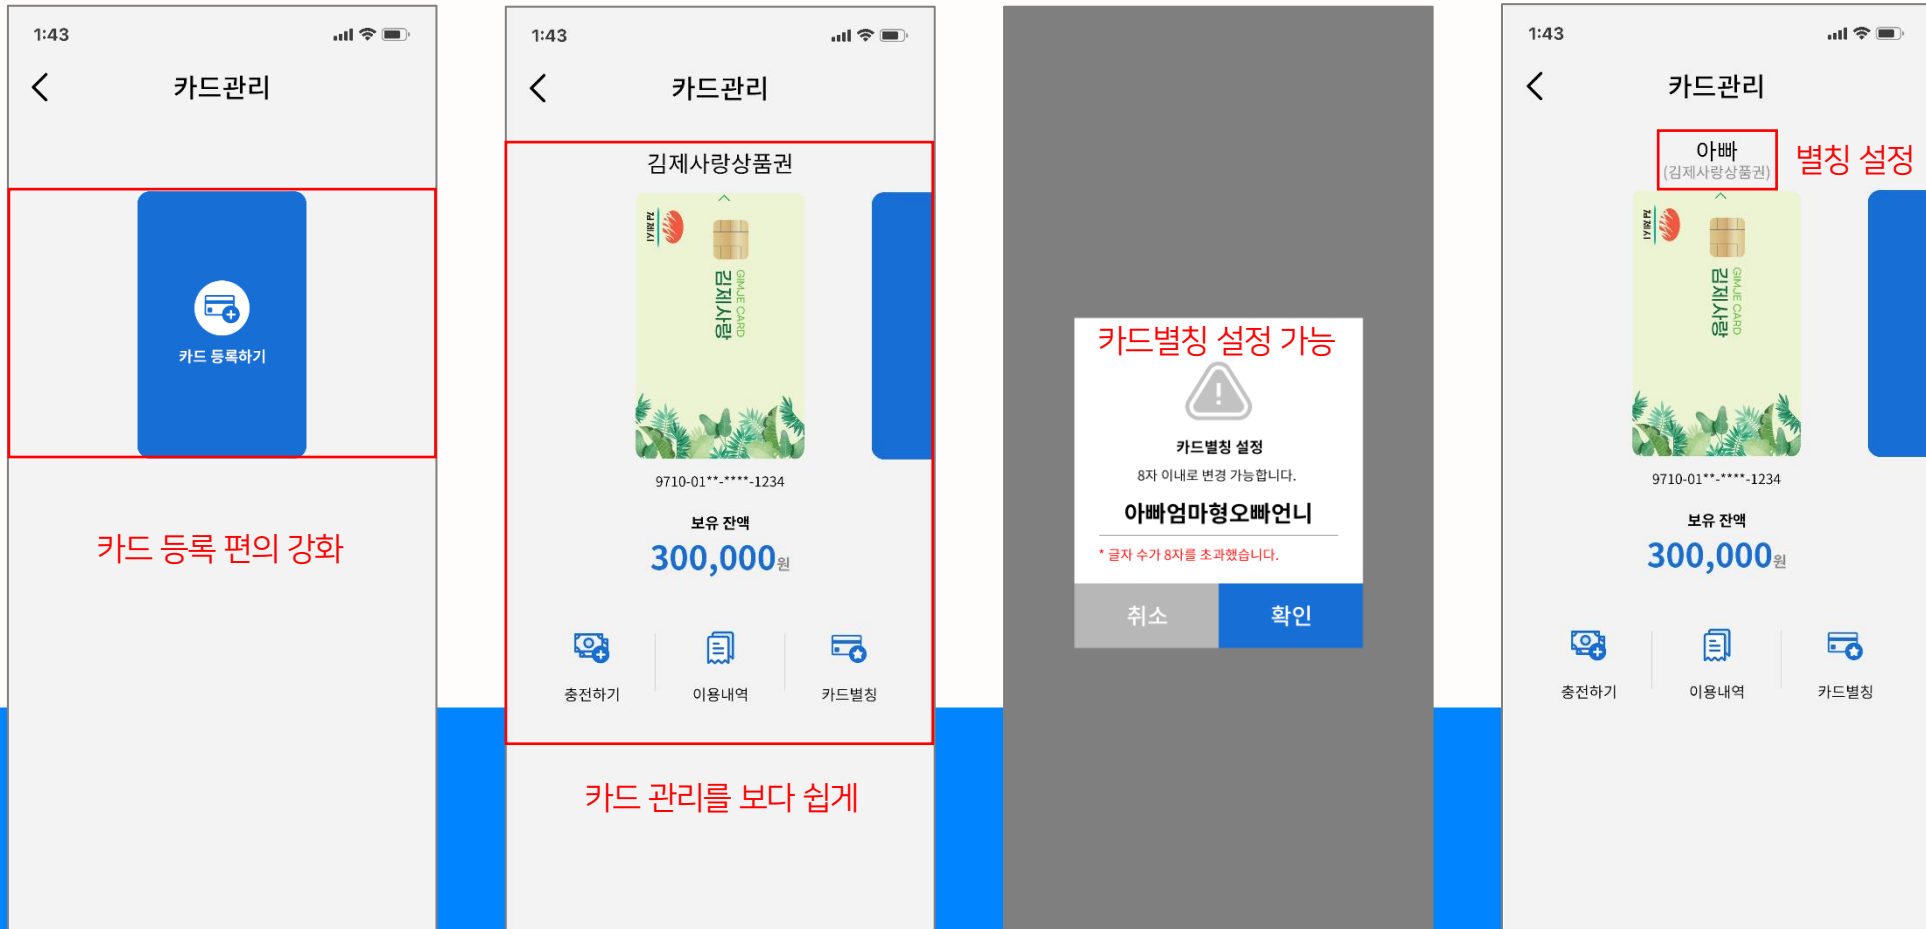 1:43
카드관리
카드 등록하기
카드 등록 편의 강화
1:43
카드관리
김제사랑상품권
김제시
김제사랑
GIMJE CARD
9710-01**-****-1234
보유 잔액
300,000원
충전하기
이용내역
카드별칭
카드 관리를 보다 쉽게
카드별칭 설정 가능
!
카드별칭 설정
8자 이내로 변경 가능합니다.
아빠엄마형오빠언니
* 글자 수가 8자를 초과했습니다.
취소
확인
1:43
카드관리
아빠
(김제사랑상품권)
별칭 설정
김제시
김제사랑
GIMJE CARD
9710-01**-****-1234
보유 잔액
300,000원
충전하기
이용내역
카드별칭